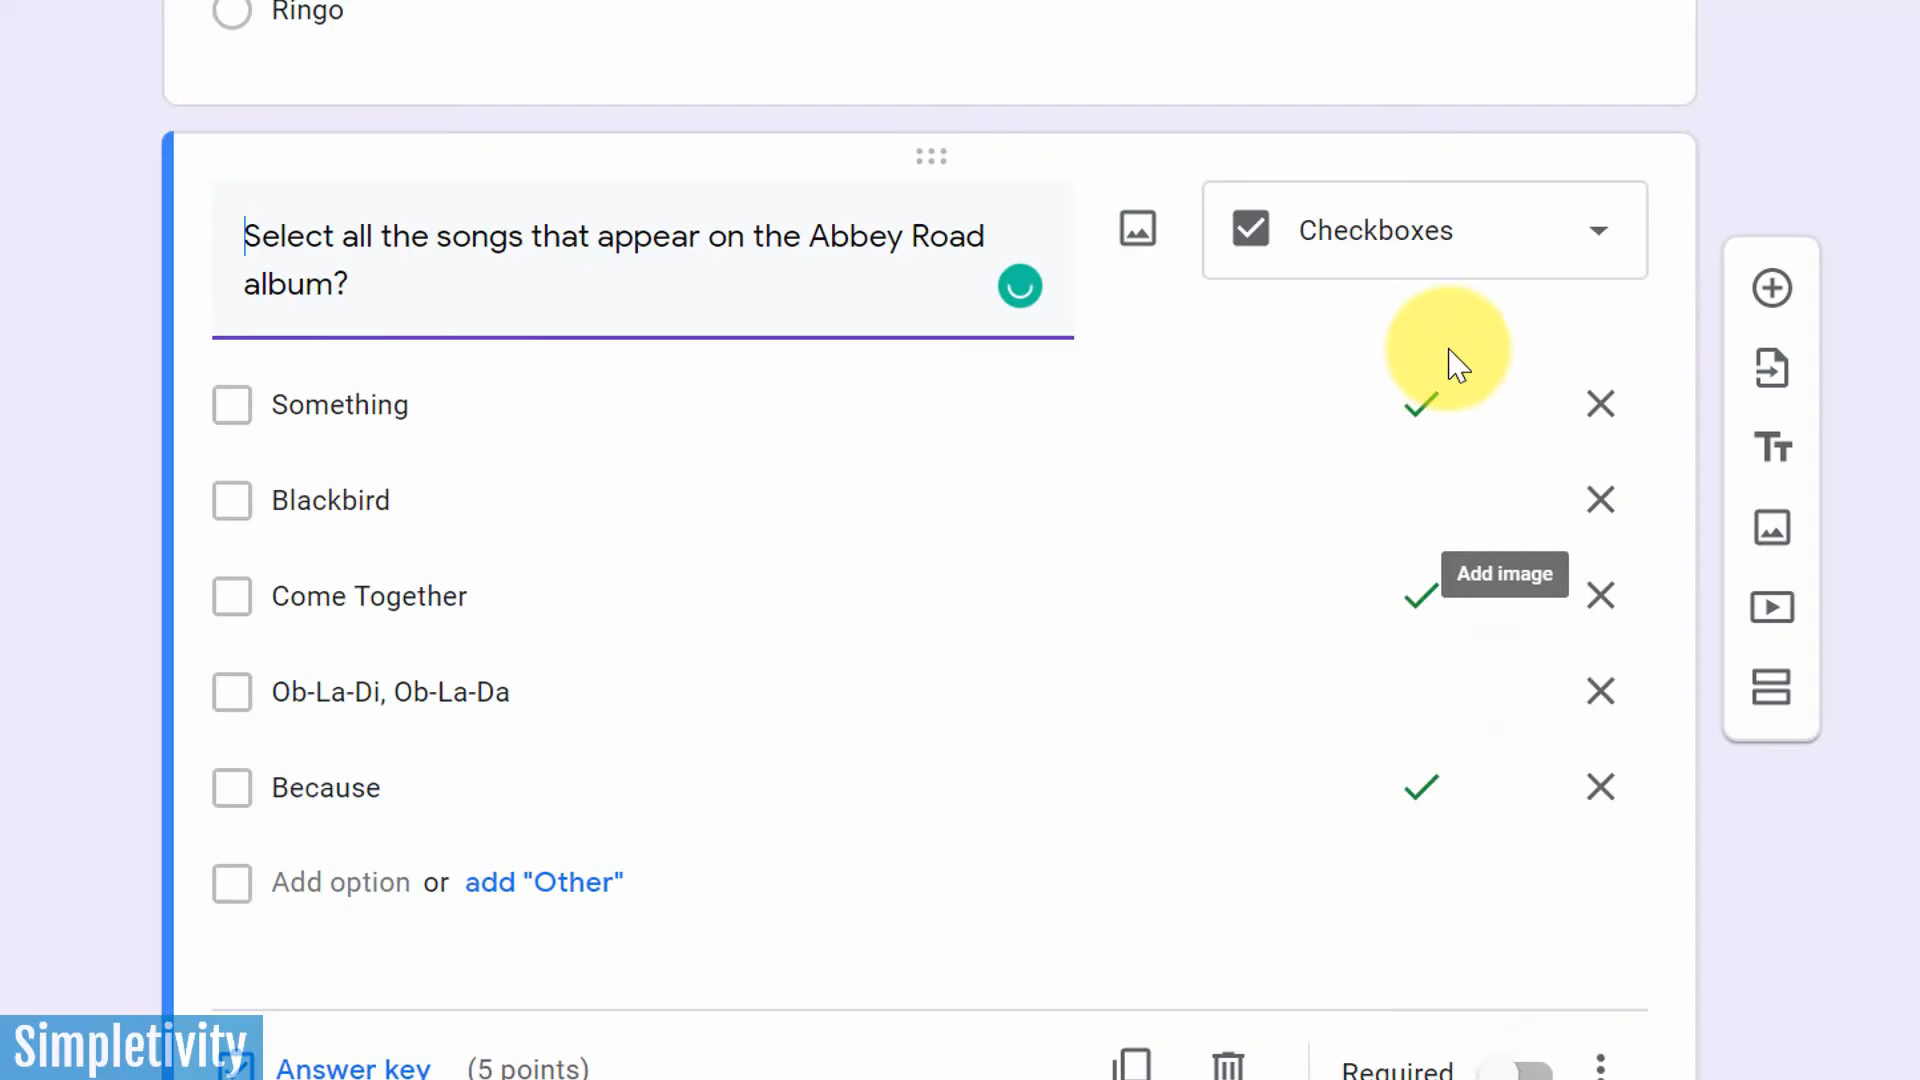 Ringo
Select all the songs that appear on the Abbey Road
album?
Checkboxes
Something
Blackbird
Add image
Come Together
Ob-La-Di, Ob-La-Da
Because
Add option or add "Other"
Answer key (5 points)
Required
Simpletivity